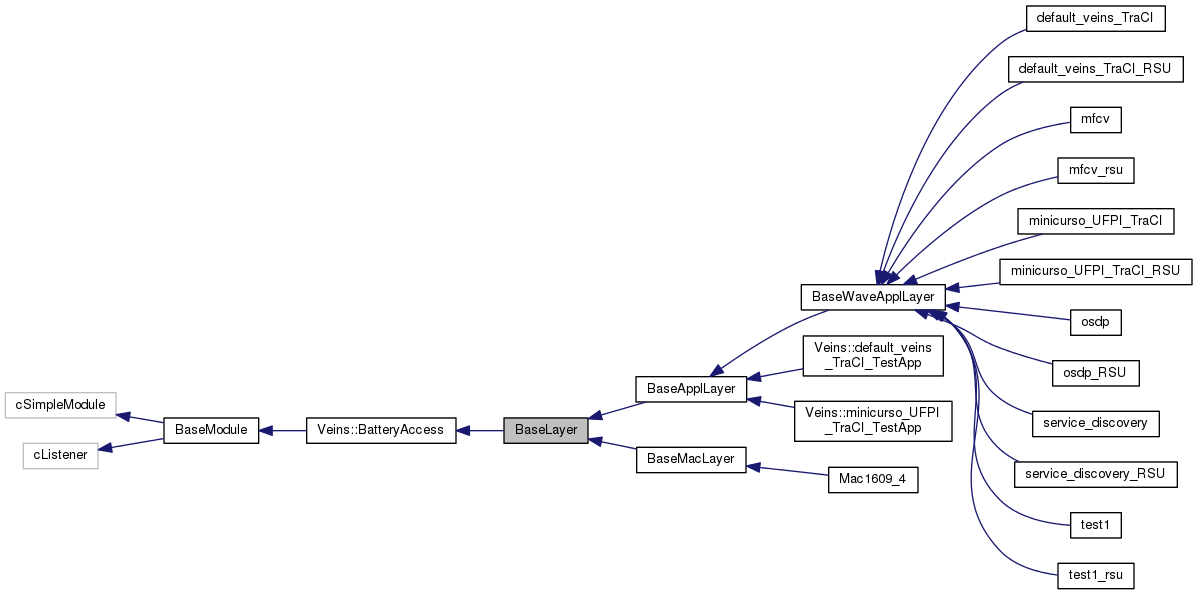 default_veins_TraCI
default_veins_TraCI_RSU
mfcv
mfcv_rsu
minicurso_UFPI_TraCI
minicurso_UFPI_TraCI_RSU
BaseWaveApplLayer
osdp
Veins::default_veins
_TraCI_TestApp
osdp_RSU
BaseApplLayer
cSimpleModule
Veins::minicurso_UFPI
_TraCI_TestApp
service_discovery
BaseModule
Veins::BatteryAccess
BaseLayer
cListener
BaseMacLayer
service_discovery_RSU
Mac1609_4
test1
test1_rsu